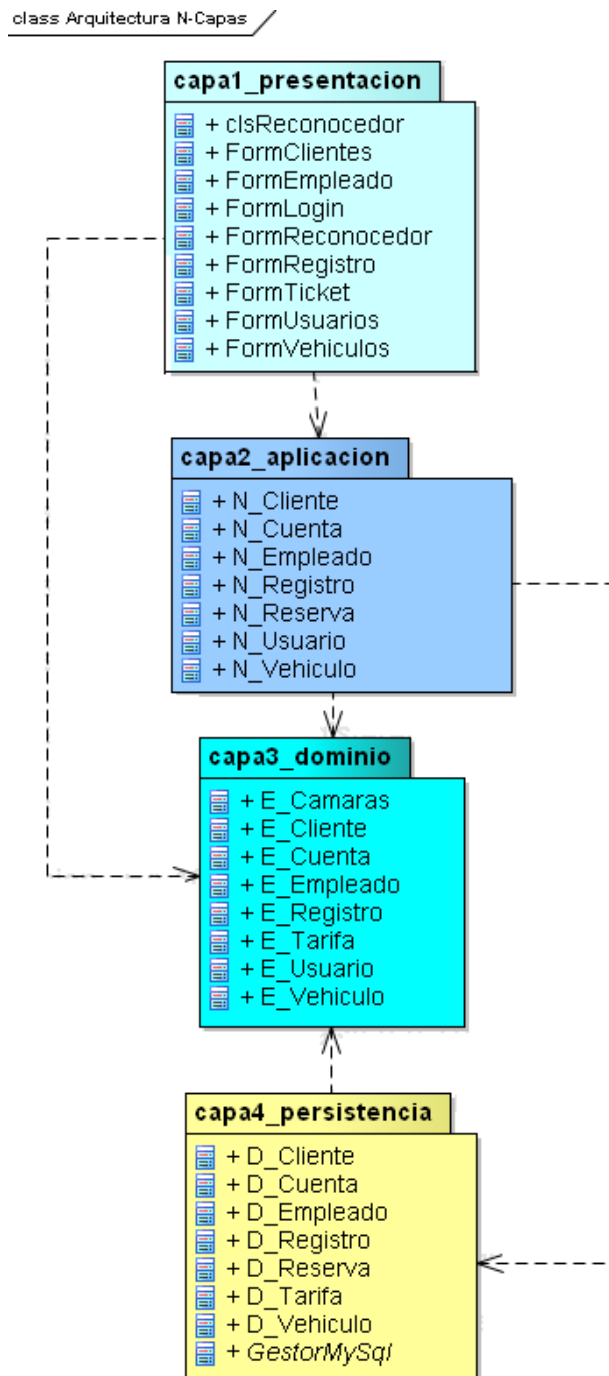 class Arquitectura N-Capas
capa1_presentacion
+ clsReconocedor
+ FormClientes
+ FormEmpleado
+ FormLogin
+ FormReconocedor
+ FormRegistro
+ FormTicket
+ FormUsuarios
+ FormVehiculos
capa2_aplicacion
+ N_Cliente
+ N_Cuenta
+ N_Empleado
+ N_Registro
+ N_Reserva
+ N_Usuario
+ N_Vehiculo
capa3_dominio
+ E_Camaras
+ E_Cliente
+ E_Cuenta
+ E_Empleado
+ E_Registro
+ E_Tarifa
+ E_Usuario
+ E_Vehiculo
capa4_persistencia
+ D_Cliente
+ D_Cuenta
+ D_Empleado
+ D_Registro
+ D_Reserva
+ D_Tarifa
+ D_Vehiculo
+ GestorMySql